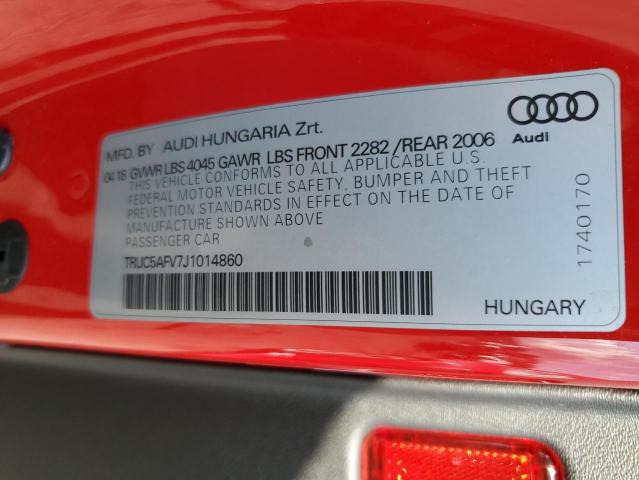 MFD. BY AUDI HUNGARIA Zrt.
0418 GVWR LBS 4045 GAWR LBS FRONT 2282 /REAR 2006
THIS VEHICLE CONFORMS TO ALL APPLICABLE U.S.
FEDERAL MOTOR VEHICLE SAFETY, BUMPER AND THEFT
PREVENTION STANDARDS IN EFFECT ON THE DATE OF
MANUFACTURE SHOWN ABOVE
PASSENGER CAR
TRUC5AFV7J1014860
Audi
1740170
HUNGARY